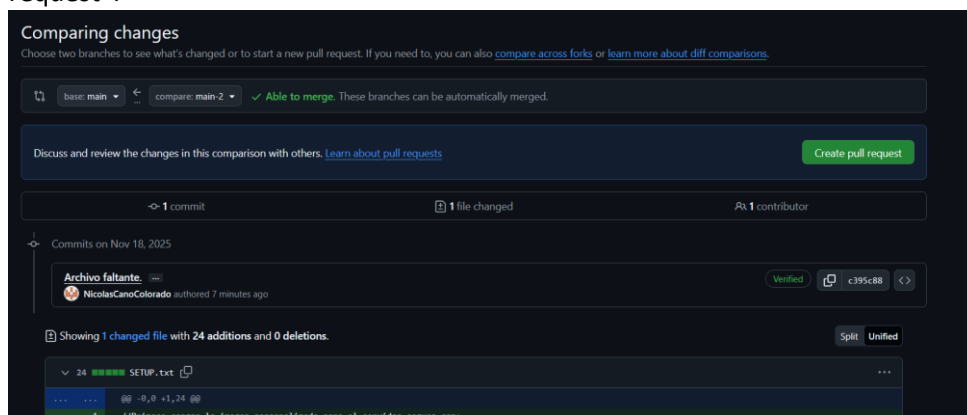 Comparing changes
Choose two branches to see what's changed or to start a new pull request. If you need to, you can also compare across forks or learn more about diff comparisons.
base: main compare: main-2 Able to merge. These branches can be automatically merged.
Discuss and review the changes in this comparison with others. Learn about pull requests Create pull request
1 commit 1 file changed 1 contributor
Commits on Nov 18, 2025
Archivo faltante. ...
NicolasCanoColorado authored 7 minutes ago Verified c395c88 <>
Showing 1 changed file with 24 additions and 0 deletions. Split Unified
24 SETUP.txt ...
... ... @@ -0,0 +1,24 @@